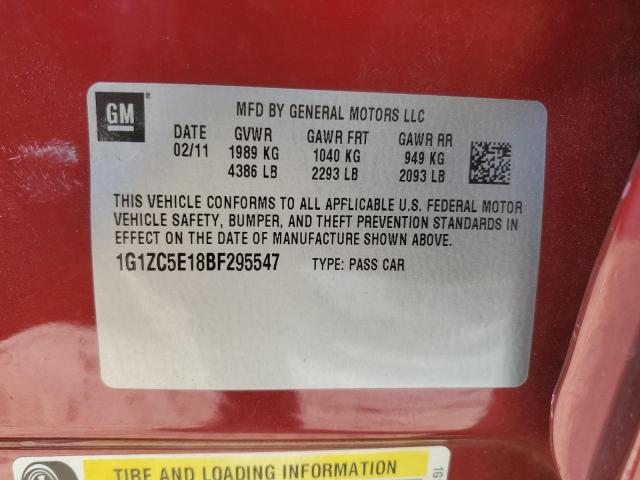 GM
MFD BY GENERAL MOTORS LLC
DATE GVWR GAWR FRT GAWR RR
02/11 1989 KG 1040 KG 949 KG
4386 LB 2293 LB 2093 LB
THIS VEHICLE CONFORMS TO ALL APPLICABLE U.S. FEDERAL MOTOR
VEHICLE SAFETY, BUMPER, AND THEFT PREVENTION STANDARDS IN
EFFECT ON THE DATE OF MANUFACTURE SHOWN ABOVE.
1G1ZC5E18BF295547 TYPE: PASS CAR
TIRE AND LOADING INFORMATION
1G